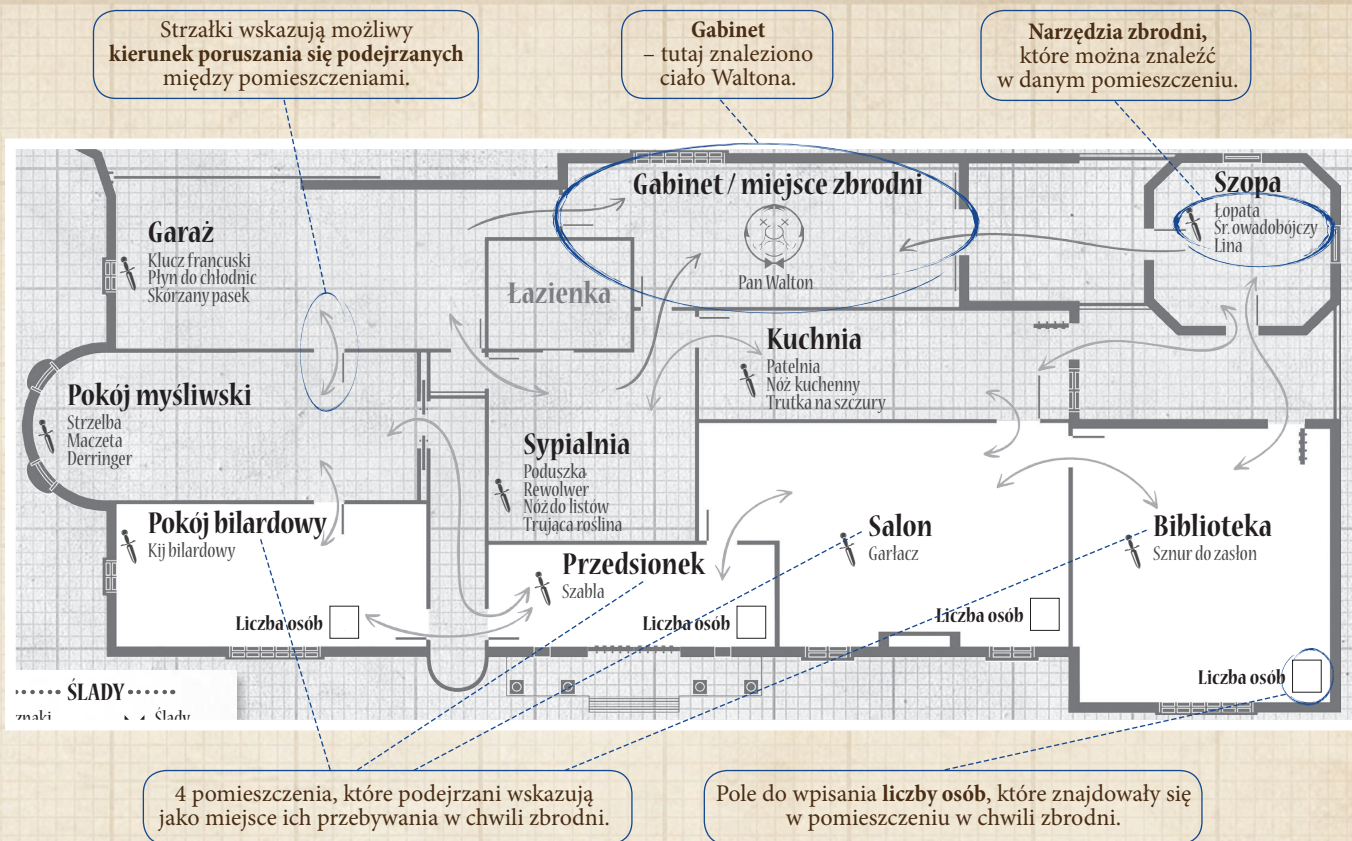 Strzałki wskazują możliwy
kierunek poruszania się podejrzanych
między pomieszczeniami.
Gabinet
– tutaj znaleziono
ciało Waltona.
Narzędzia zbrodni,
które można znaleźć
w danym pomieszczeniu.
Garaż
Klucz francuski
Płyn do chłodnic
Skórzany pasek
Gabinet / miejsce zbrodni
Pan Walton
Szopa
Łopata
Śr. owadobójczy
Lina
Łazienka
Kuchnia
Patelnia
Nóż kuchenny
Trutka na szczury
Pokój myśliwski
Strzelba
Maczeta
Derringer
Sypialnia
Poduszka
Rewolwer
Nóż do listów
Trująca roślina
Pokój bilardowy
Kij bilardowy
Liczba osób
Przedsionek
Szabla
Liczba osób
Salon
Garłacz
Liczba osób
Biblioteka
Sznur do zasłon
Liczba osób
ŚLADY
znaki
Ślady
4 pomieszczenia, które podejrzani wskazują
jako miejsce ich przebywania w chwili zbrodni.
Pole do wpisania liczby osób, które znajdowały się
w pomieszczeniu w chwili zbrodni.